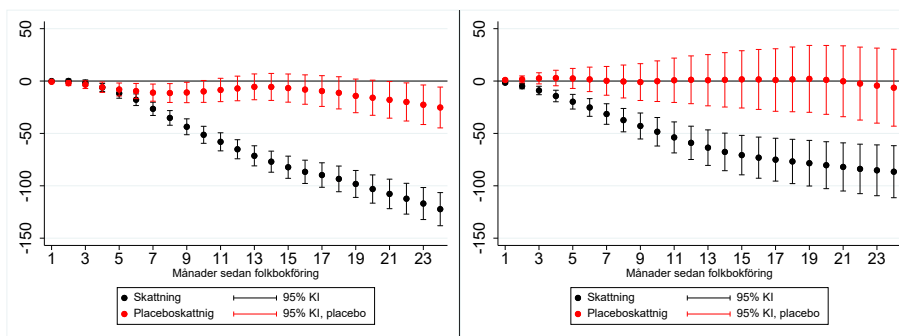 50
0
-50
-100
-150
1 3 5 7 9 11 13 15 17 19 21 23
Månader sedan folkbokföring
Skattning 95% KI
Placeboskattnig 95% KI, placebo
50
0
-50
-100
-150
1 3 5 7 9 11 13 15 17 19 21 23
Månader sedan folkbokföring
Skattning 95% KI
Placeboskattnig 95% KI, placebo